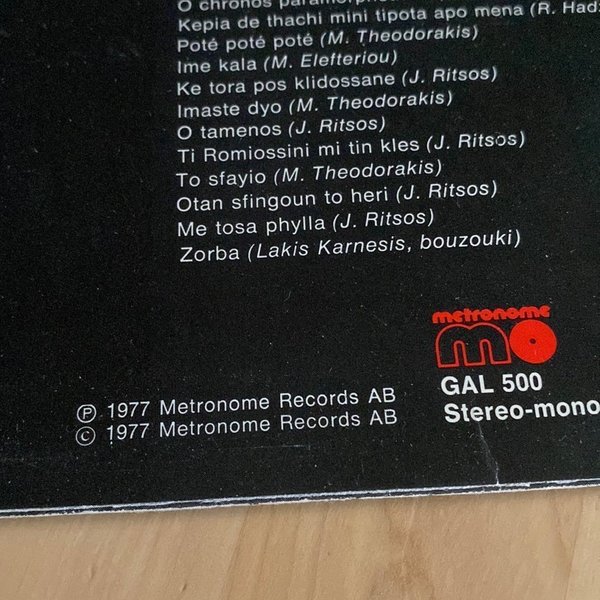 O chronos
Kepia de thachi mini tipota apo mena (R. Hadz
Poté poté poté (M. Theodorakis)
Ime kala (M. Elefteriou)
Ke tora pos klidossane (J. Ritsos)
Imaste dyo (M. Theodorakis)
O tamenos (J. Ritsos)
Ti Romiossini mi tin kles (J. Ritsos)
To sfayio (M. Theodorakis)
Otan sfingoun to heri (J. Ritsos)
Me tosa phylla (J. Ritsos)
Zorba (Lakis Karnesis, bouzouki)
metronome
mo
GAL 500
Stereo-mono
℗ 1977 Metronome Records AB
© 1977 Metronome Records AB